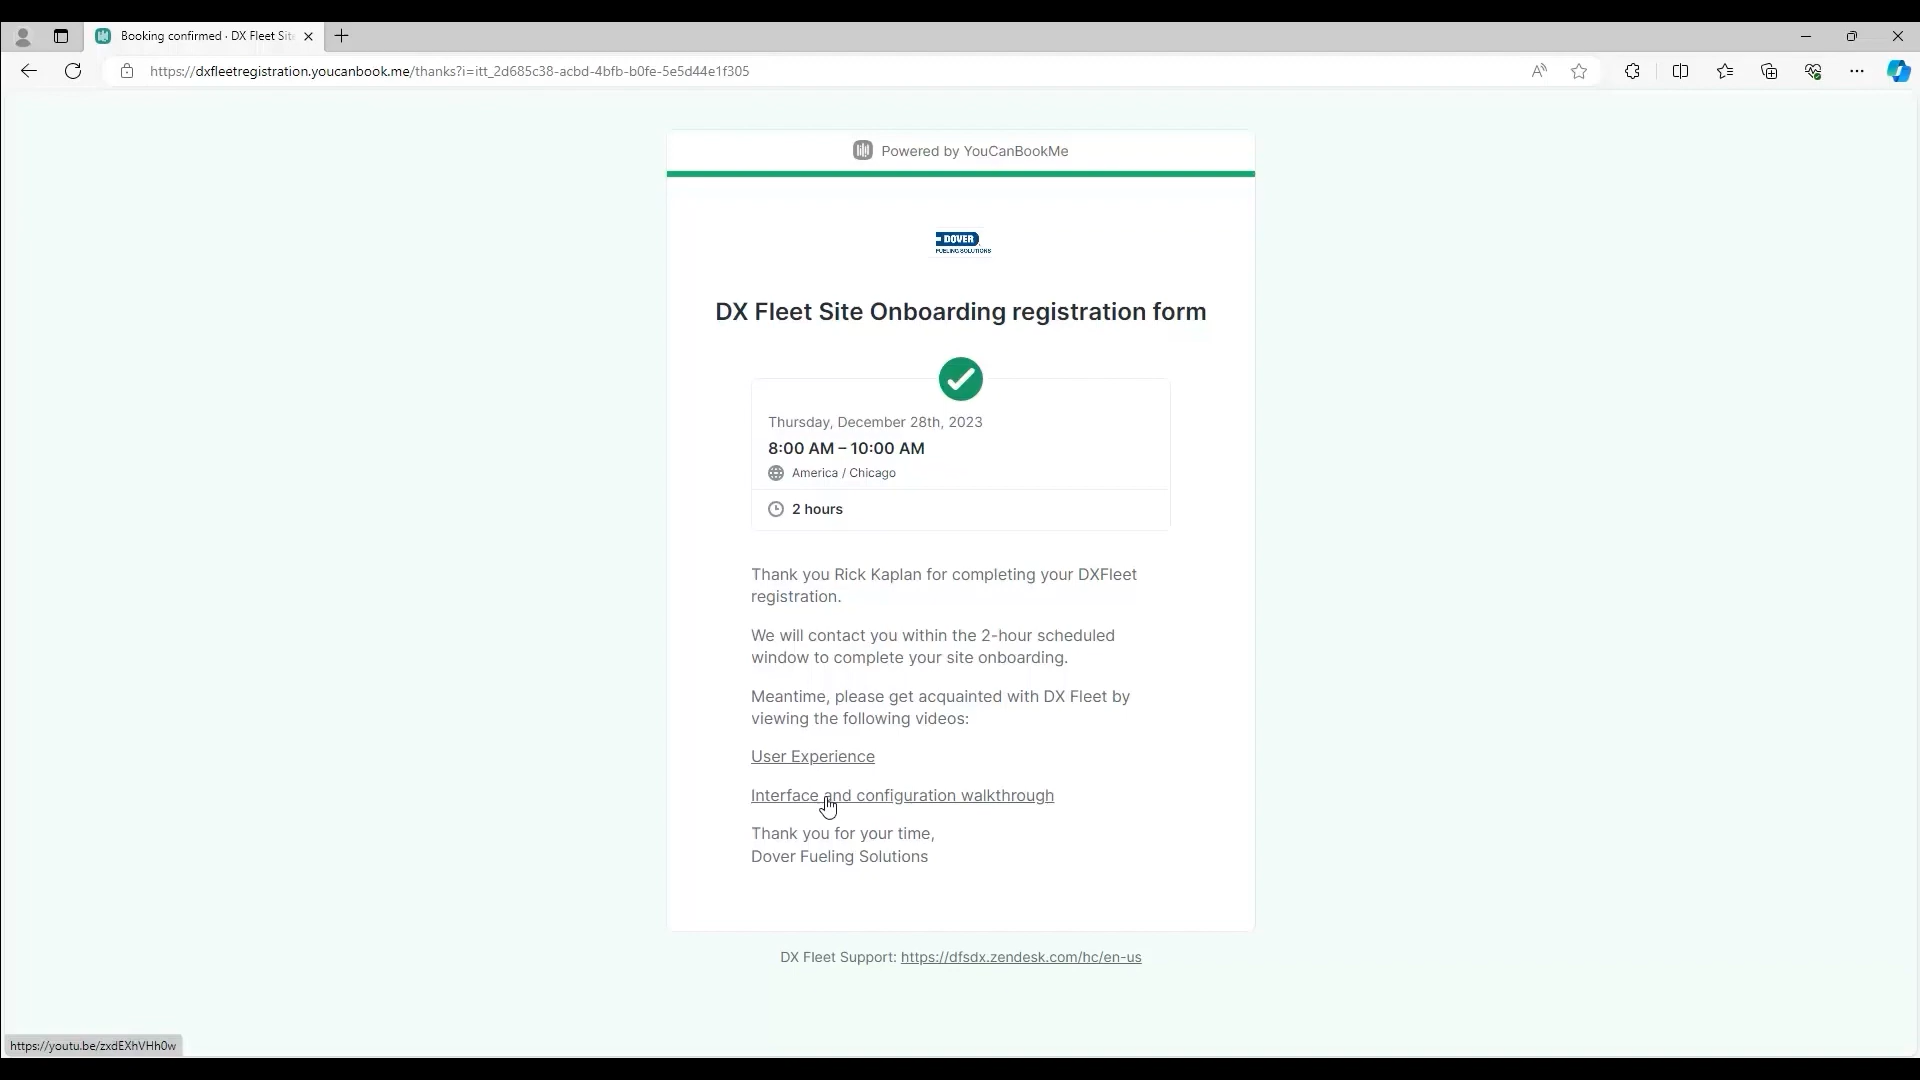 Booking confirmed · DX Fleet Site
https://dxfleetregistration.youcanbook.me/thanks?i=itt_2d685c38-acbd-4bfb-b0fe-5e5d44e1f305
Powered by YouCanBookMe
DOVER
FUELING SOLUTIONS
DX Fleet Site Onboarding registration form
Thursday, December 28th, 2023
8:00 AM – 10:00 AM
America / Chicago
2 hours
Thank you Rick Kaplan for completing your DXFleet
registration.
We will contact you within the 2-hour scheduled
window to complete your site onboarding.
Meantime, please get acquainted with DX Fleet by
viewing the following videos:
User Experience
Interface and configuration walkthrough
Thank you for your time,
Dover Fueling Solutions
DX Fleet Support: https://dfsdx.zendesk.com/hc/en-us
https://youtu.be/zxdEXhVHh0w